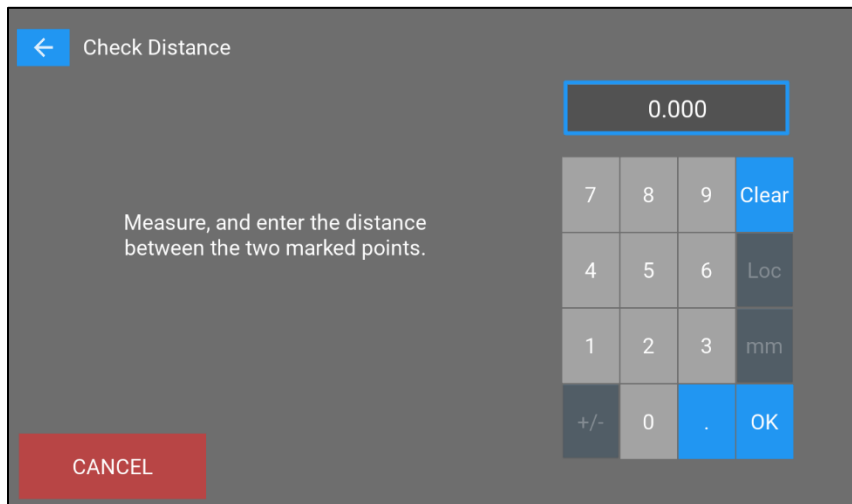 Check Distance
0.000
Measure, and enter the distance
between the two marked points.
7 8 9 Clear
4 5 6 Loc
1 2 3 mm
+/- 0 . OK
CANCEL